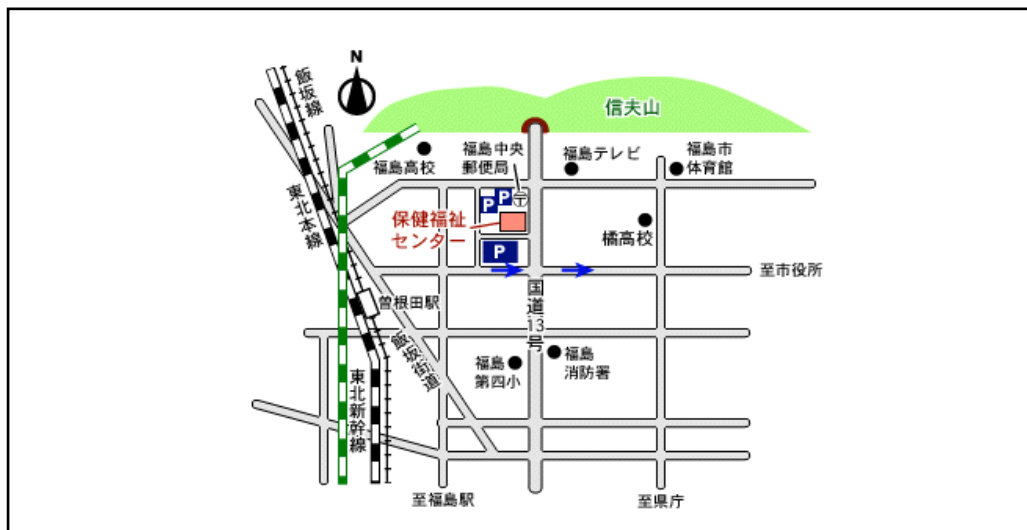 N
飯坂線
信夫山
福島中央
郵便局
福島テレビ
福島市
体育館
福島高校
P
P
〒
東北本線
保健福祉
センター
橘高校
P
至市役所
曽根田駅
国道13号
飯坂街道
福島
第四小
福島
消防署
東北新幹線
至福島駅
至県庁